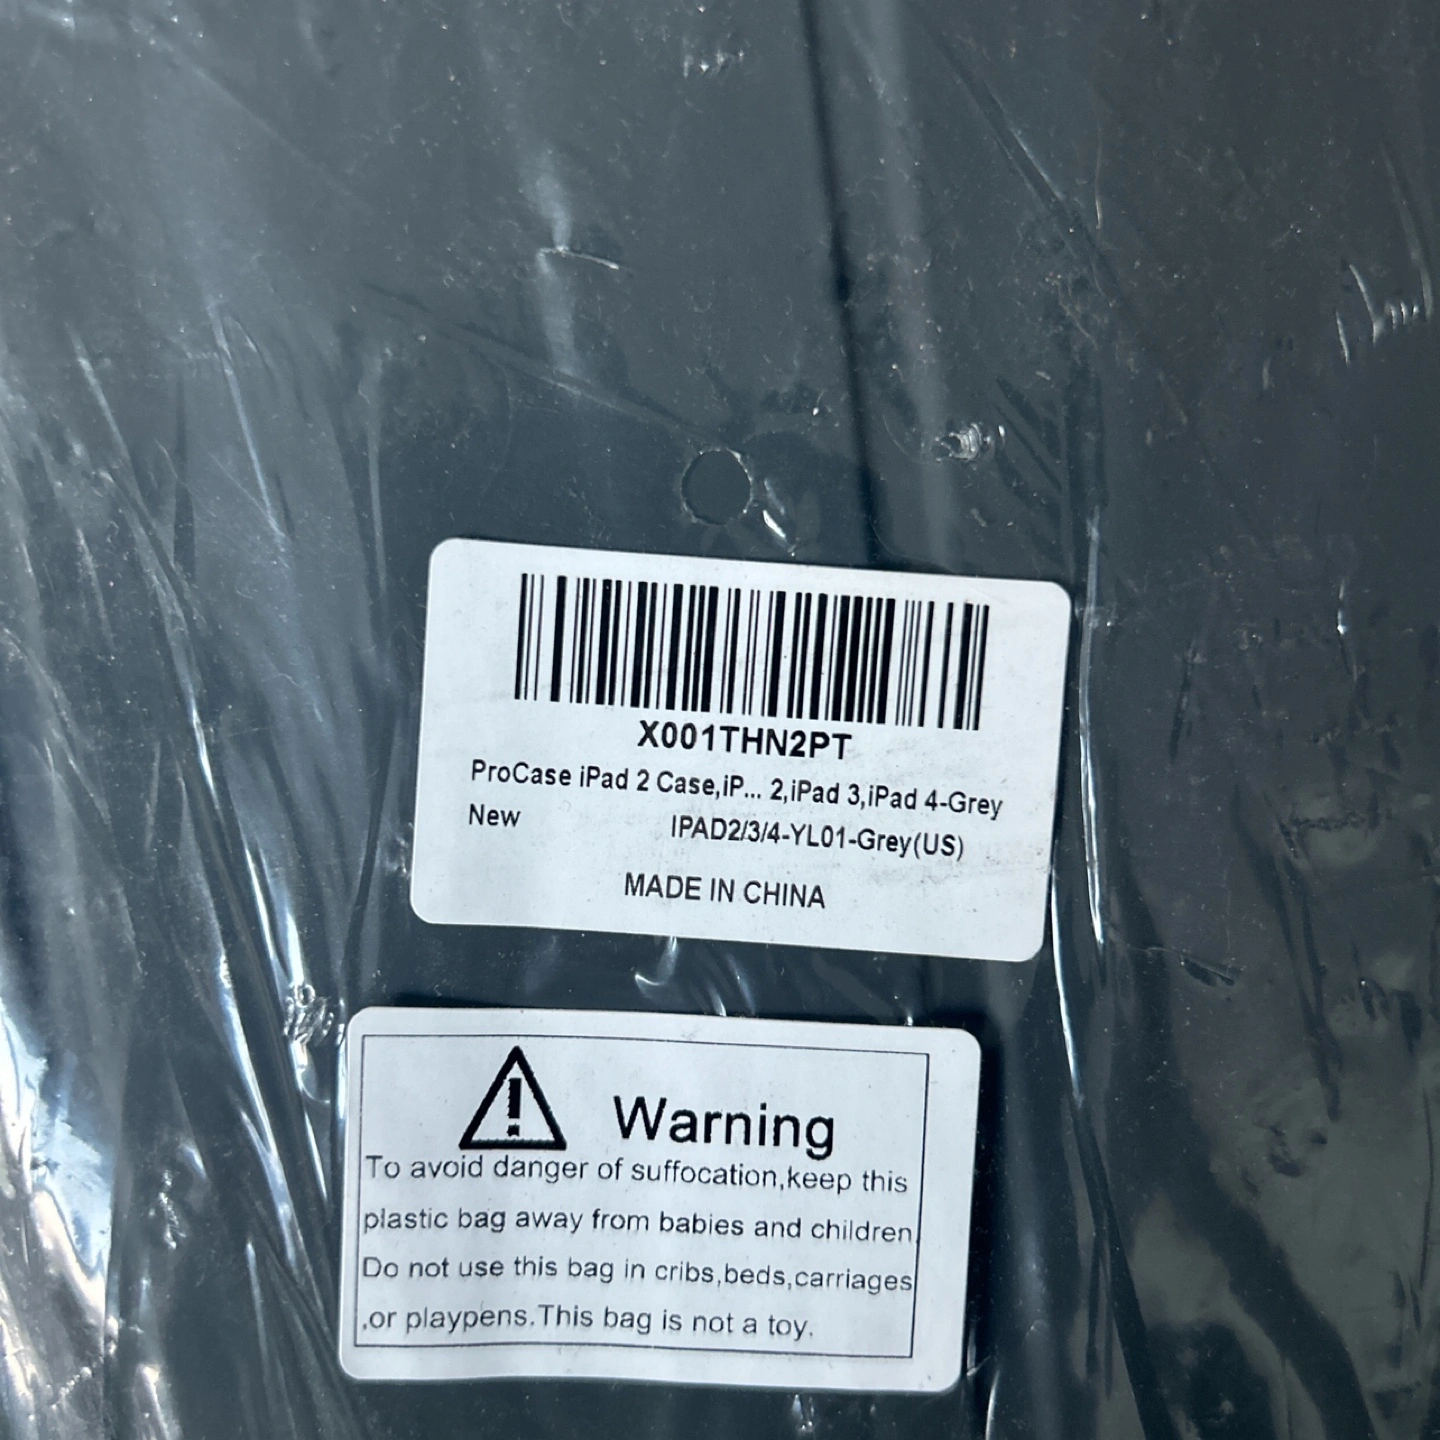 X001THN2PT
ProCase iPad 2 Case,iP... 2,iPad 3,iPad 4-Grey
New IPAD2/3/4-YL01-Grey(US)
MADE IN CHINA
Warning
To avoid danger of suffocation,keep this
plastic bag away from babies and children.
Do not use this bag in cribs,beds,carriages
,or playpens.This bag is not a toy.